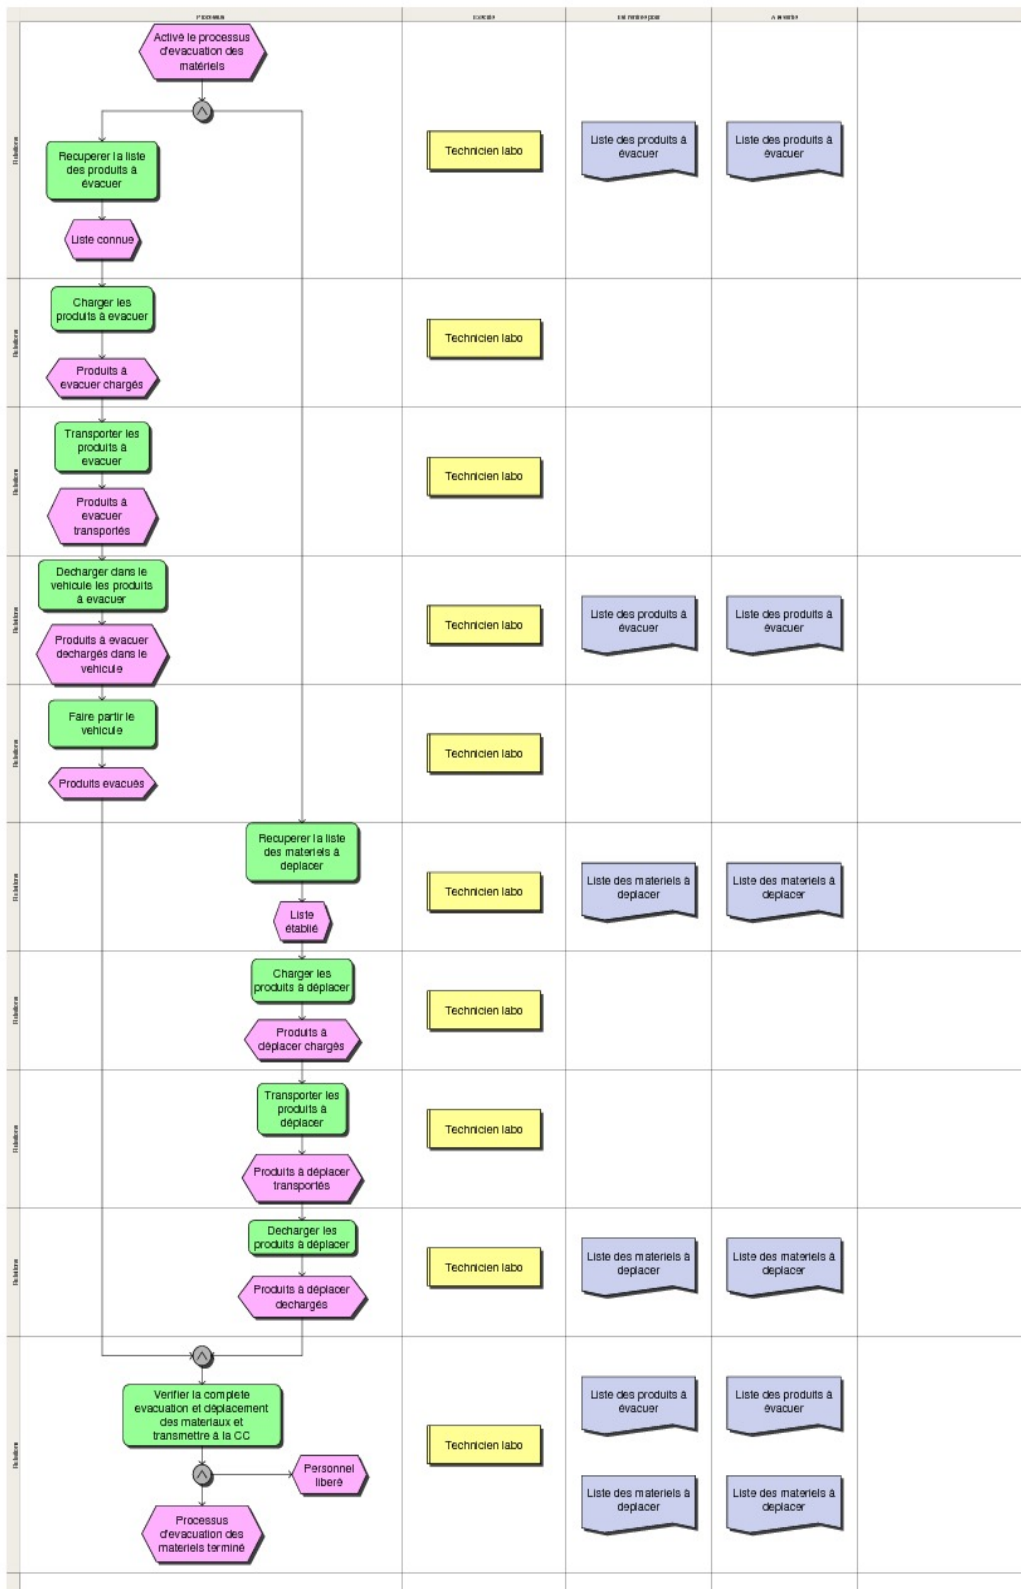 Processus
Exécute
Est entrée pour
A en sortie
Activé le processus
d'evacuation des
matériels
Recuperer la liste
des produits à
évacuer
Liste connue
Technicien labo
Liste des produits à
évacuer
Liste des produits à
évacuer
Charger les
produits à evacuer
Produits à
evacuer chargés
Technicien labo
Transporter les
produits à
evacuer
Produits à
evacuer
transportés
Technicien labo
Decharger dans le
vehicule les produits
à evacuer
Produits à evacuer
dechargés dans le
vehicule
Technicien labo
Liste des produits à
évacuer
Liste des produits à
évacuer
Faire partir le
vehicule
Produits evacués
Technicien labo
Recuperer la liste
des materiels à
deplacer
Liste
établié
Technicien labo
Liste des materiels à
deplacer
Liste des materiels à
deplacer
Charger les
produits à déplacer
Produits à
déplacer chargés
Technicien labo
Transporter les
produits à
déplacer
Produits à déplacer
transportés
Technicien labo
Decharger les
produits à déplacer
Produits à déplacer
dechargés
Technicien labo
Liste des materiels à
deplacer
Liste des materiels à
deplacer
Verifier la complete
evacuation et déplacement
des materiaux et
transmettre à la CC
Personnel
liberé
Processus
d'evacuation des
materiels terminé
Technicien labo
Liste des produits à
évacuer
Liste des produits à
évacuer
Liste des materiels à
deplacer
Liste des materiels à
deplacer